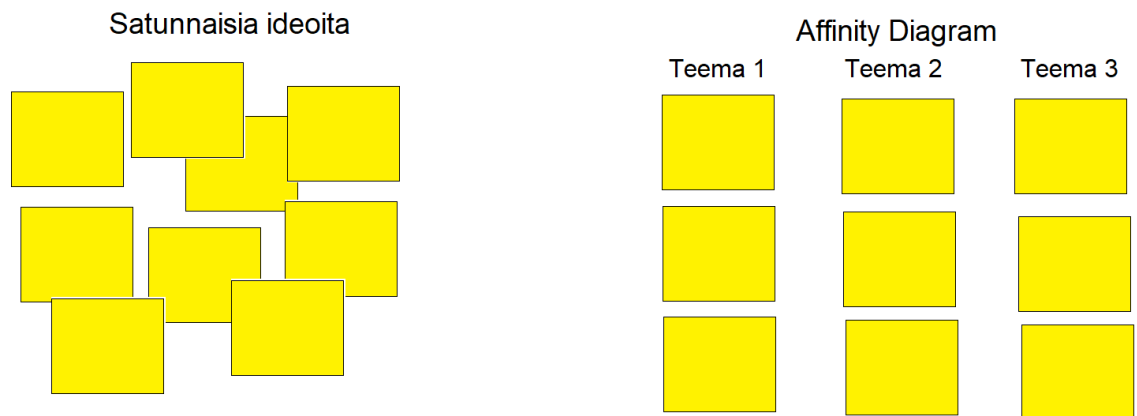 Satunnaisia ideoita
Affinity Diagram
Teema 1
Teema 2
Teema 3